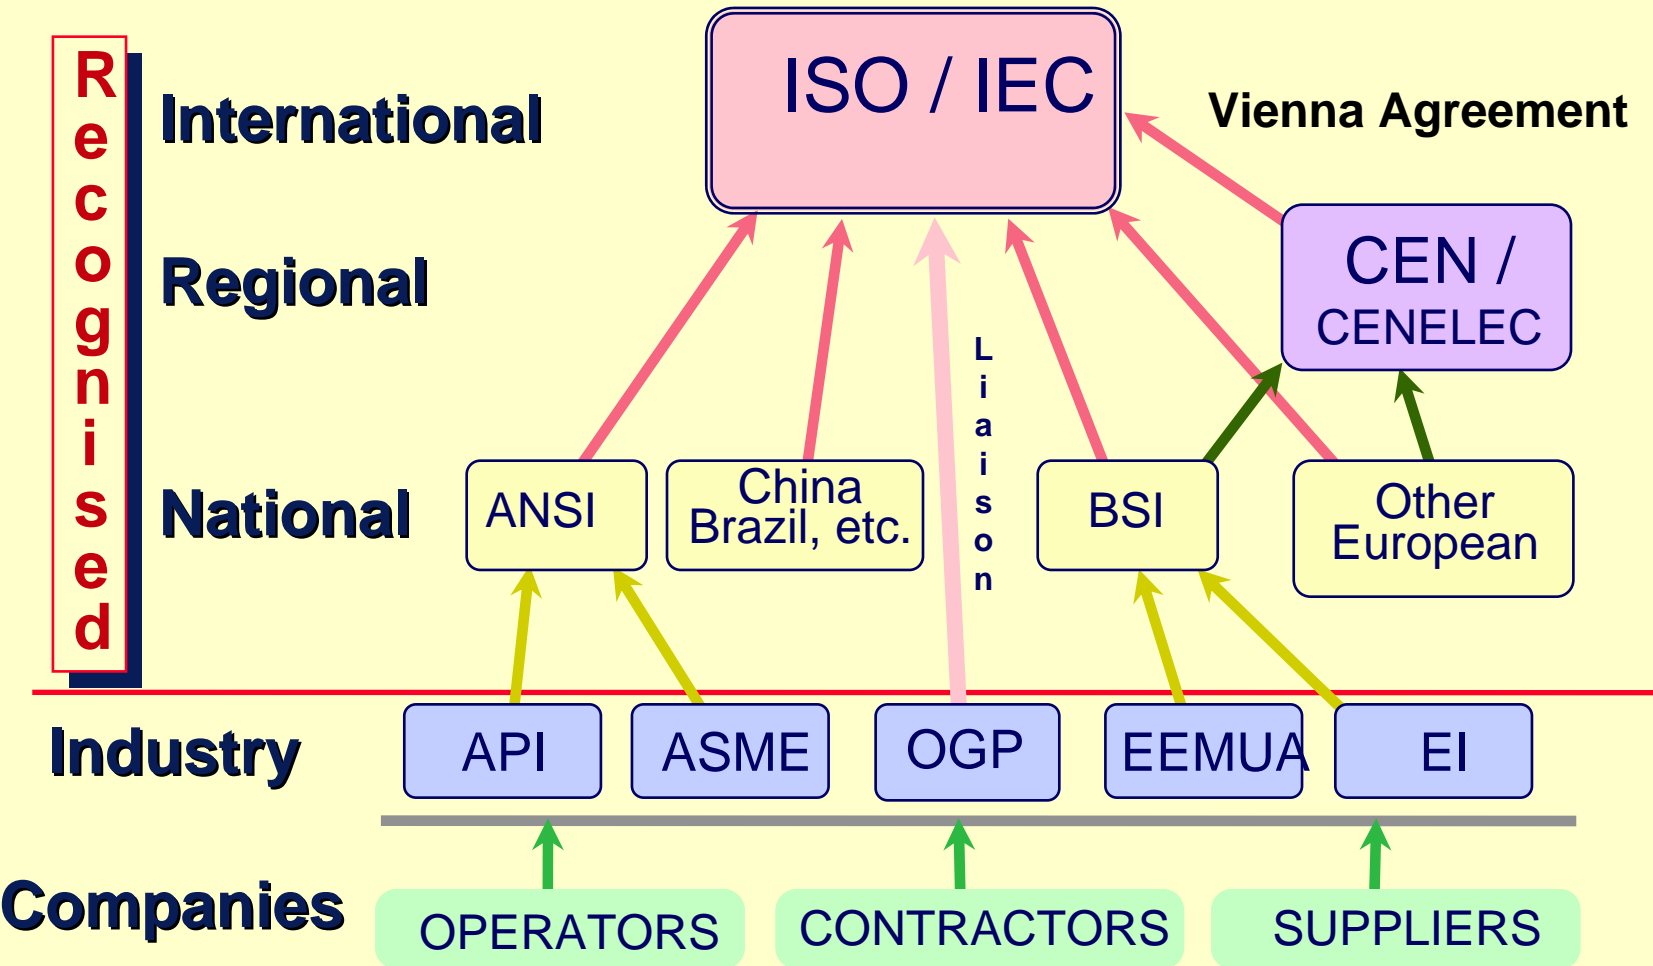 Recognised
International
ISO / IEC
Vienna Agreement
Regional
CEN /
CENELEC
Liaison
National
ANSI
China
Brazil, etc.
BSI
Other
European
Industry
API
ASME
OGP
EEMUA
EI
Companies
OPERATORS
CONTRACTORS
SUPPLIERS